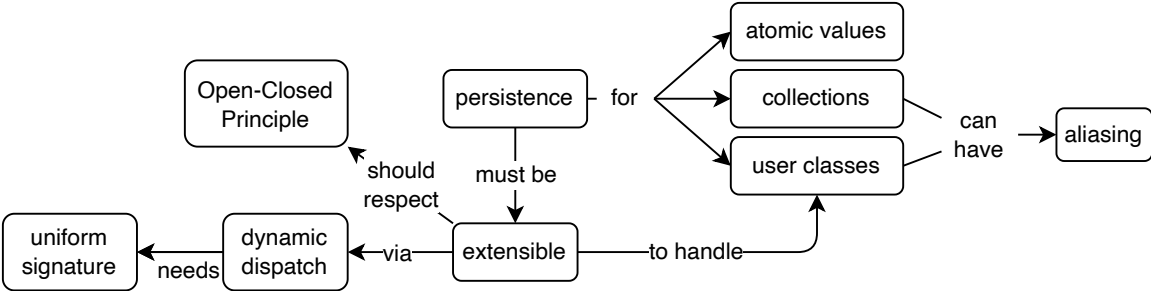 atomic values
Open-Closed
Principle
persistence
for
collections
can
have
aliasing
user classes
must be
should
respect
uniform
signature
needs
dynamic
dispatch
via
extensible
to handle